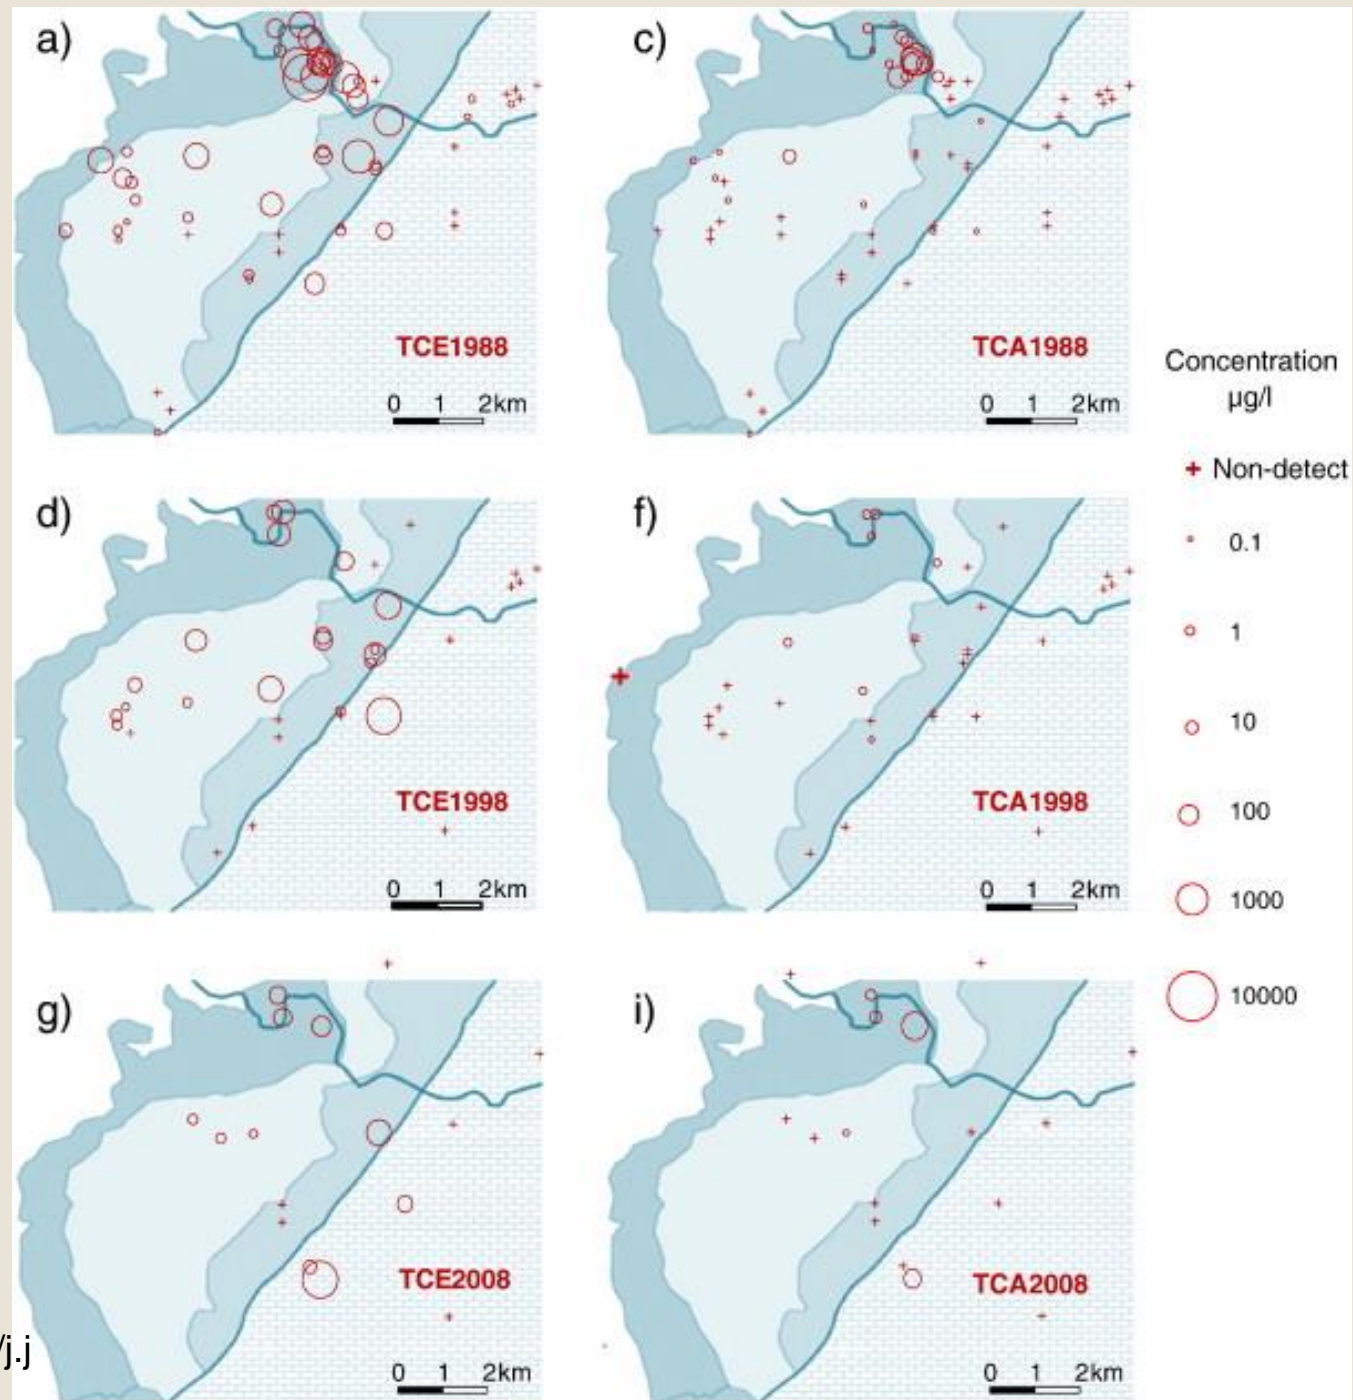 a)
c)
TCE1988
TCA1988
0 1 2km
0 1 2km
Concentration
µg/l
Non-detect
0.1
1
10
100
1000
10000
d)
f)
TCE1998
TCA1998
0 1 2km
0 1 2km
g)
i)
TCE2008
TCA2008
0 1 2km
0 1 2km
/j.j